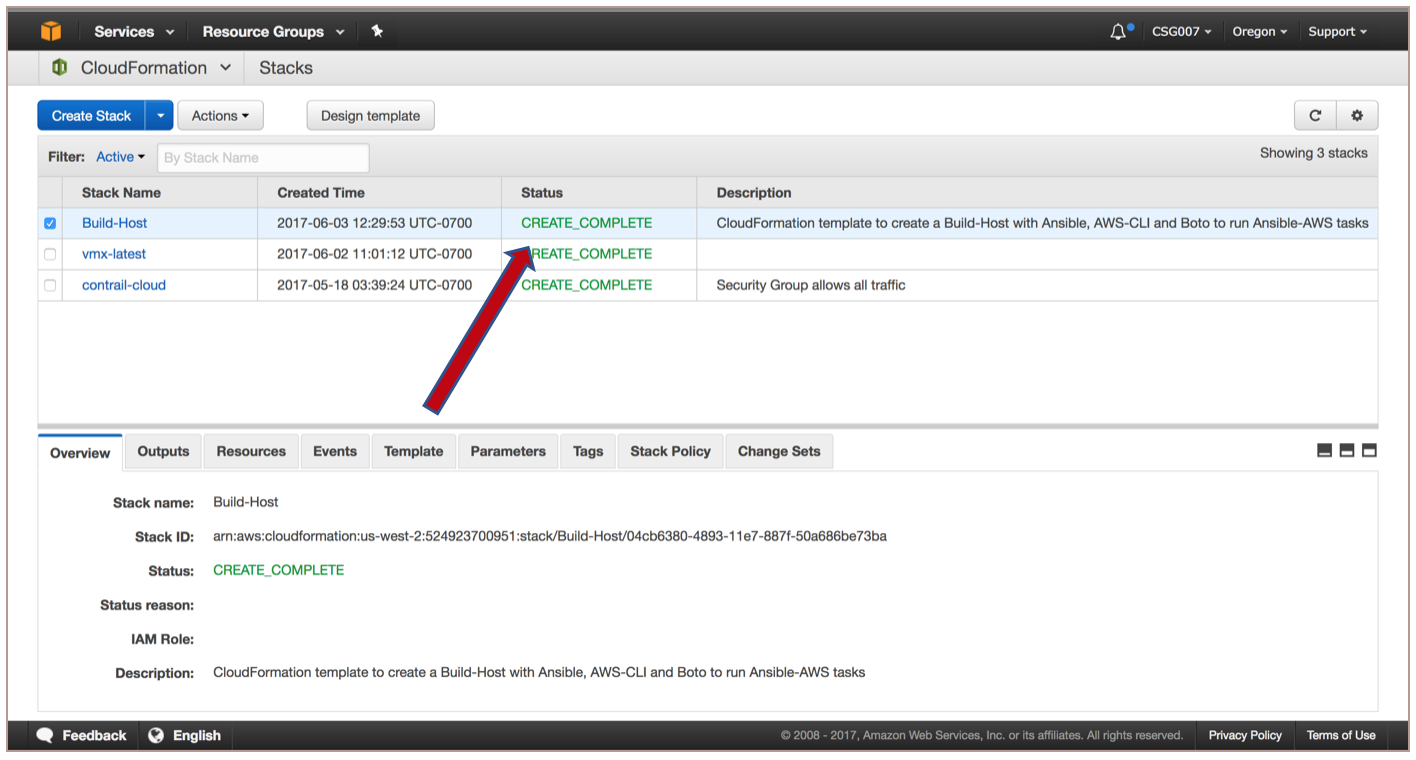 Services Resource Groups CSG007 Oregon Support
CloudFormation Stacks
Create Stack Actions Design template
Filter: Active By Stack Name Showing 3 stacks
Stack Name Created Time Status Description
Build-Host 2017-06-03 12:29:53 UTC-0700 CREATE_COMPLETE CloudFormation template to create a Build-Host with Ansible, AWS-CLI and Boto to run Ansible-AWS tasks
vmx-latest 2017-06-02 11:01:12 UTC-0700 CREATE_COMPLETE
contrail-cloud 2017-05-18 03:39:24 UTC-0700 CREATE_COMPLETE Security Group allows all traffic
Overview Outputs Resources Events Template Parameters Tags Stack Policy Change Sets
Stack name: Build-Host
Stack ID: arn:aws:cloudformation:us-west-2:524923700951:stack/Build-Host/04cb6380-4893-11e7-887f-50a686be73ba
Status: CREATE_COMPLETE
Status reason:
IAM Role:
Description: CloudFormation template to create a Build-Host with Ansible, AWS-CLI and Boto to run Ansible-AWS tasks
Feedback English © 2008 - 2017, Amazon Web Services, Inc. or its affiliates. All rights reserved. Privacy Policy Terms of Use